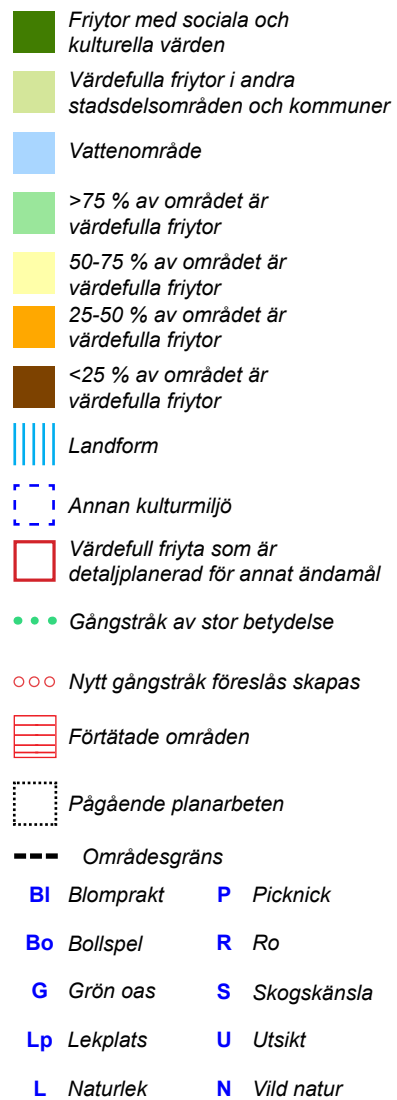 Friytor med sociala och
kulturella värden
Värdefulla friytor i andra
stadsdelsområden och kommuner
Vattenområde
>75 % av området är
värdefulla friytor
50-75 % av området är
värdefulla friytor
25-50 % av området är
värdefulla friytor
<25 % av området är
värdefulla friytor
Landform
Annan kulturmiljö
Värdefull friyta som är
detaljplanerad för annat ändamål
Gångstråk av stor betydelse
Nytt gångstråk föreslås skapas
Förtätade områden
Pågående planarbeten
Områdesgräns
Bl Blomprakt P Picknick
Bo Bollspel R Ro
G Grön oas S Skogskänsla
Lp Lekplats U Utsikt
L Naturlek N Vild natur